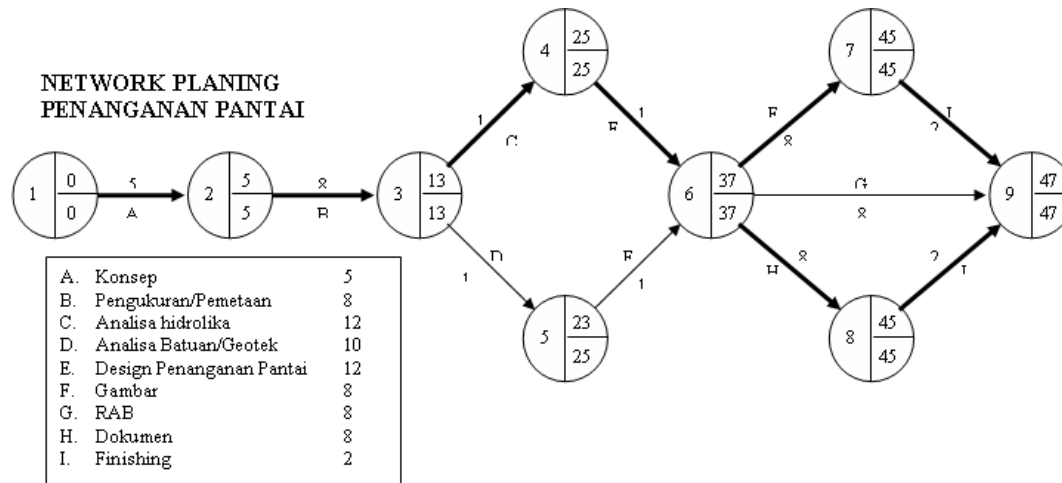 NETWORK PLANING
PENANGANAN PANTAI
1
0
0
5
A
2
5
5
8
B
3
13
13
1
C
4
25
25
1
D
1
5
23
25
1
6
37
37
8
7
45
45
2
G
8
H
8
8
45
45
2
9
47
47
A. Konsep 5
B. Pengukuran/Pemetaan 8
C. Analisa hidrolika 12
D. Analisa Batuan/Geotek 10
E. Design Penanganan Pantai 12
F. Gambar 8
G. RAB 8
H. Dokumen 8
I. Finishing 2